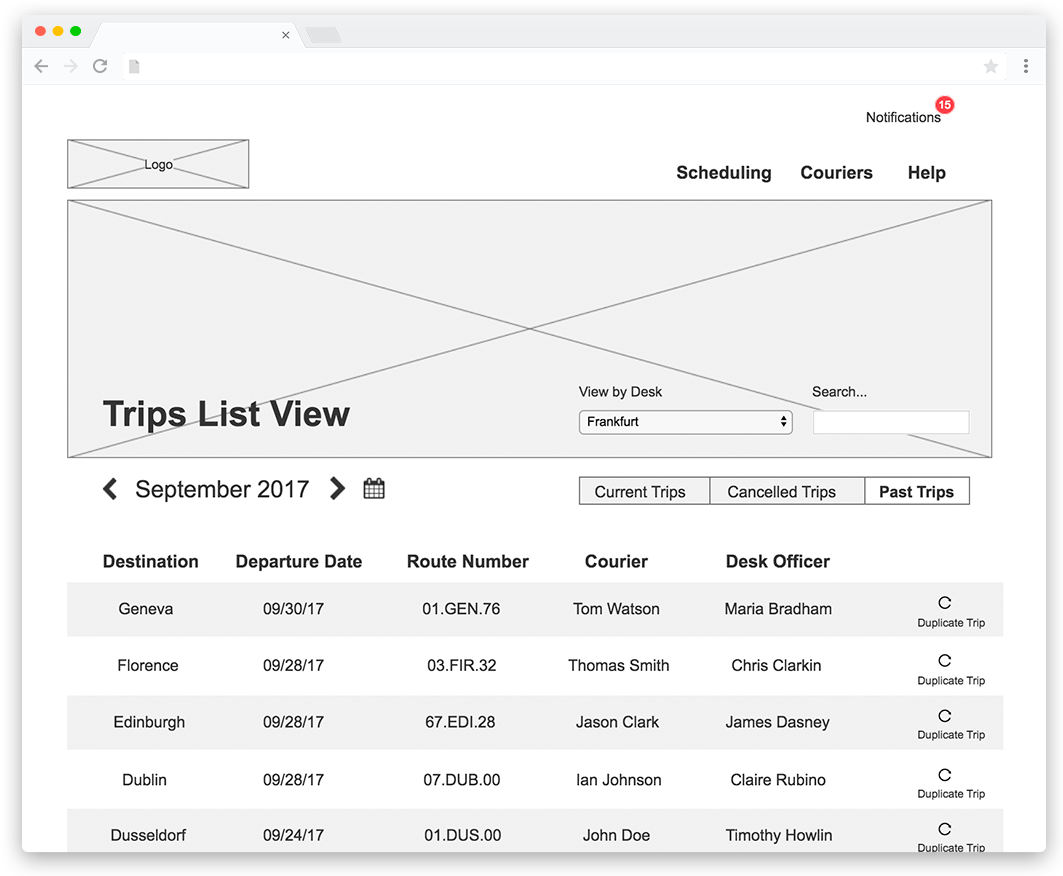 15
Notifications
Logo
Scheduling Couriers Help
View by Desk Search...
Trips List View
Frankfurt
September 2017
Current Trips Cancelled Trips Past Trips
Destination Departure Date Route Number Courier Desk Officer
Geneva 09/30/17 01.GEN.76 Tom Watson Maria Bradham
Duplicate Trip
Florence 09/28/17 03.FIR.32 Thomas Smith Chris Clarkin
Duplicate Trip
Edinburgh 09/28/17 67.EDI.28 Jason Clark James Dasney
Duplicate Trip
Dublin 09/28/17 07.DUB.00 Ian Johnson Claire Rubino
Duplicate Trip
Dusseldorf 09/24/17 01.DUS.00 John Doe Timothy Howlin
Duplicate Trip